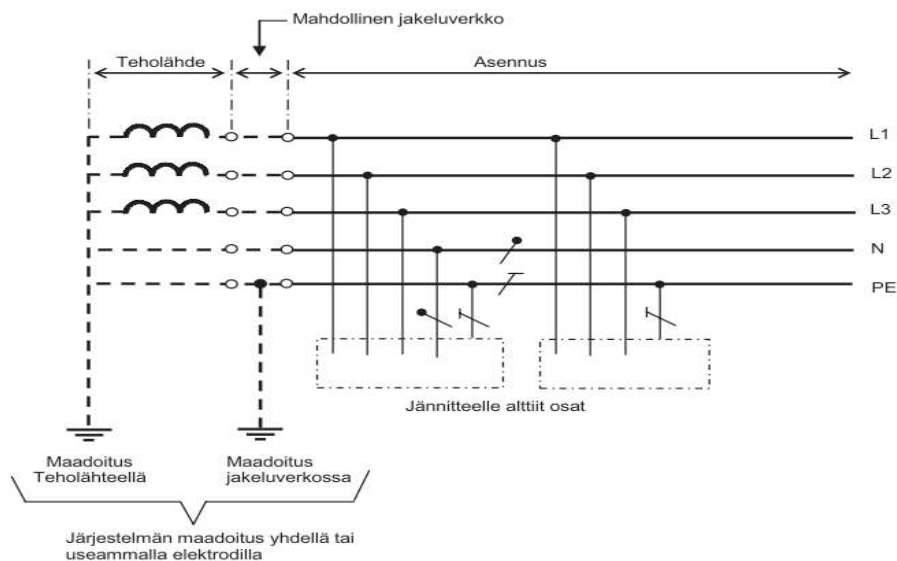 Mahdollinen jakeluverkko
Teholähde
Asennus
L1
L2
L3
N
PE
Jännitteelle alttiit osat
Maadoitus
Teholähteellä
Maadoitus
jakeluverkossa
Järjestelmän maadoitus yhdellä tai
useammalla elektrodilla